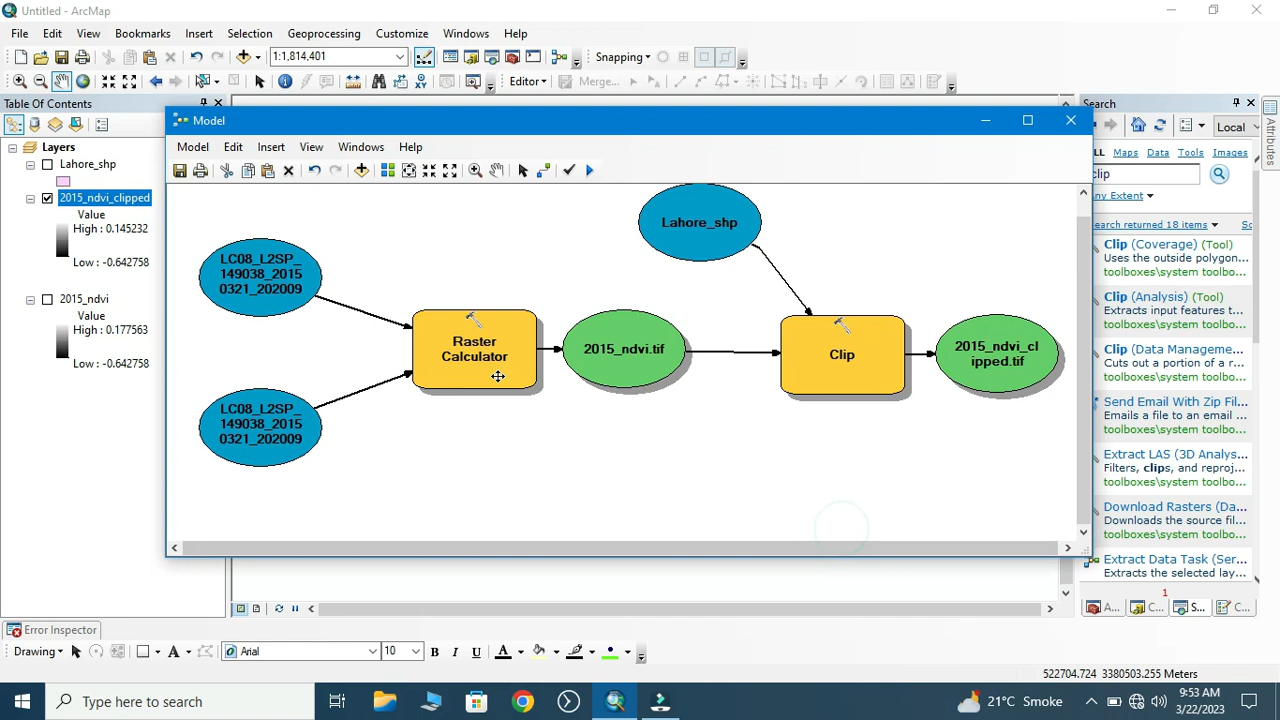 Untitled - ArcMap
File Edit View Bookmarks Insert Selection Geoprocessing Customize Windows Help
1:1,814,401 Snapping
Editor Merge...
Table Of Contents
Layers
Lahore_shp
2015_ndvi_clipped
Value
High : 0.145232
Low : -0.642758
2015_ndvi
Value
High : 0.177563
Low : -0.642758
Model
Model Edit Insert View Windows Help
Lahore_shp
LC08_L2SP_
149038_2015
0321_202009
Raster
Calculator
2015_ndvi.tif
Clip
2015_ndvi_cl
ipped.tif
LC08_L2SP_
149038_2015
0321_202009
Search
Local
ALL Maps Data Tools Images
clip
Any Extent
Search returned 18 items
Clip (Coverage) (Tool)
Uses the outside polygon...
toolboxes\system toolbo...
Clip (Analysis) (Tool)
Extracts input features t...
toolboxes\system toolbo...
Clip (Data Manageme...
Cuts out a portion of a r...
toolboxes\system toolbo...
Send Email With Zip Fil...
Emails a file to an email ...
toolboxes\system toolbo...
Extract LAS (3D Analys...
Filters, clips, and reproj...
toolboxes\system toolbo...
Download Rasters (Da...
Downloads the source fil...
toolboxes\system toolbo...
Extract Data Task (Ser...
Extracts the selected lay...
1
A... C... S... C...
Attributes
Error Inspector
Drawing Arial 10 B I U A
522704.724 3380503.255 Meters
Type here to search
21°C Smoke
9:53 AM
3/22/2023